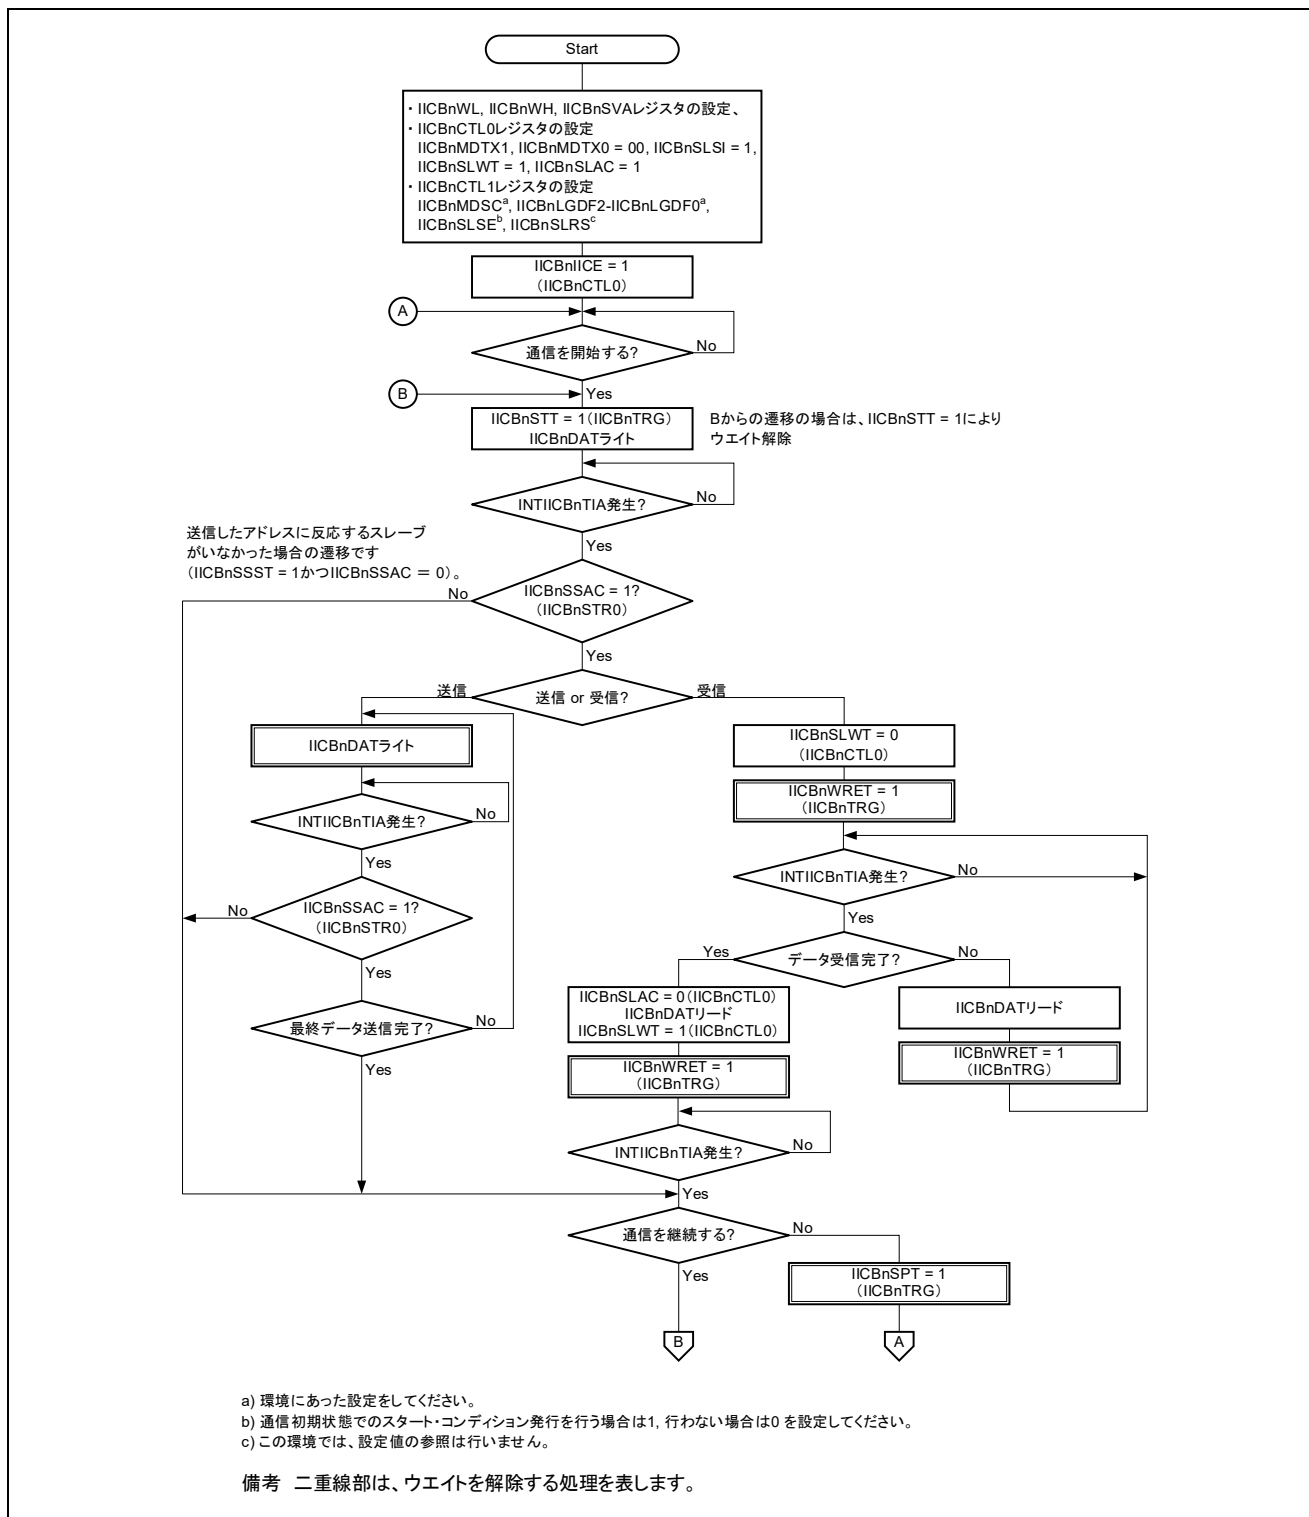 Start
・IICBnWL, IICBnWH, IICBnSVAレジスタの設定、
・IICBnCTL0レジスタの設定
IICBnMDTX1, IICBnMDTX0 = 00, IICBnSLSI = 1,
IICBnSLWT = 1, IICBnSLAC = 1
・IICBnCTL1レジスタの設定
IICBnMDSCa, IICBnLGDF2-IICBnLGDF0a,
IICBnSLSEb, IICBnSLRSc
IICBnIICE = 1
(IICBnCTL0)
A
通信を開始する?
No
B
Yes
IICBnSTT = 1(IICBnTRG)
IICBnDATライト
Bからの遷移の場合は、IICBnSTT = 1により
ウエイト解除
INTIICBnTIA発生?
No
Yes
送信したアドレスに反応するスレーブ
がいなかった場合の遷移です
(IICBnSSST = 1かつIICBnSSAC = 0)。
IICBnSSAC = 1?
(IICBnSTR0)
No
Yes
送信 or 受信?
送信
受信
IICBnDATライト
INTIICBnTIA発生?
No
Yes
IICBnSSAC = 1?
(IICBnSTR0)
No
Yes
最終データ送信完了?
No
Yes
IICBnSLWT = 0
(IICBnCTL0)
IICBnWRET = 1
(IICBnTRG)
INTIICBnTIA発生?
No
Yes
データ受信完了?
Yes
No
IICBnSLAC = 0(IICBnCTL0)
IICBnDATリード
IICBnSLWT = 1(IICBnCTL0)
IICBnWRET = 1
(IICBnTRG)
IICBnDATリード
IICBnWRET = 1
(IICBnTRG)
INTIICBnTIA発生?
No
Yes
通信を継続する?
No
Yes
IICBnSPT = 1
(IICBnTRG)
B
A
a) 環境にあった設定をしてください。
b) 通信初期状態でのスタート・コンディション発行を行う場合は1, 行わない場合は0 を設定してください。
c) この環境では、設定値の参照は行いません。
備考 二重線部は、ウエイトを解除する処理を表します。